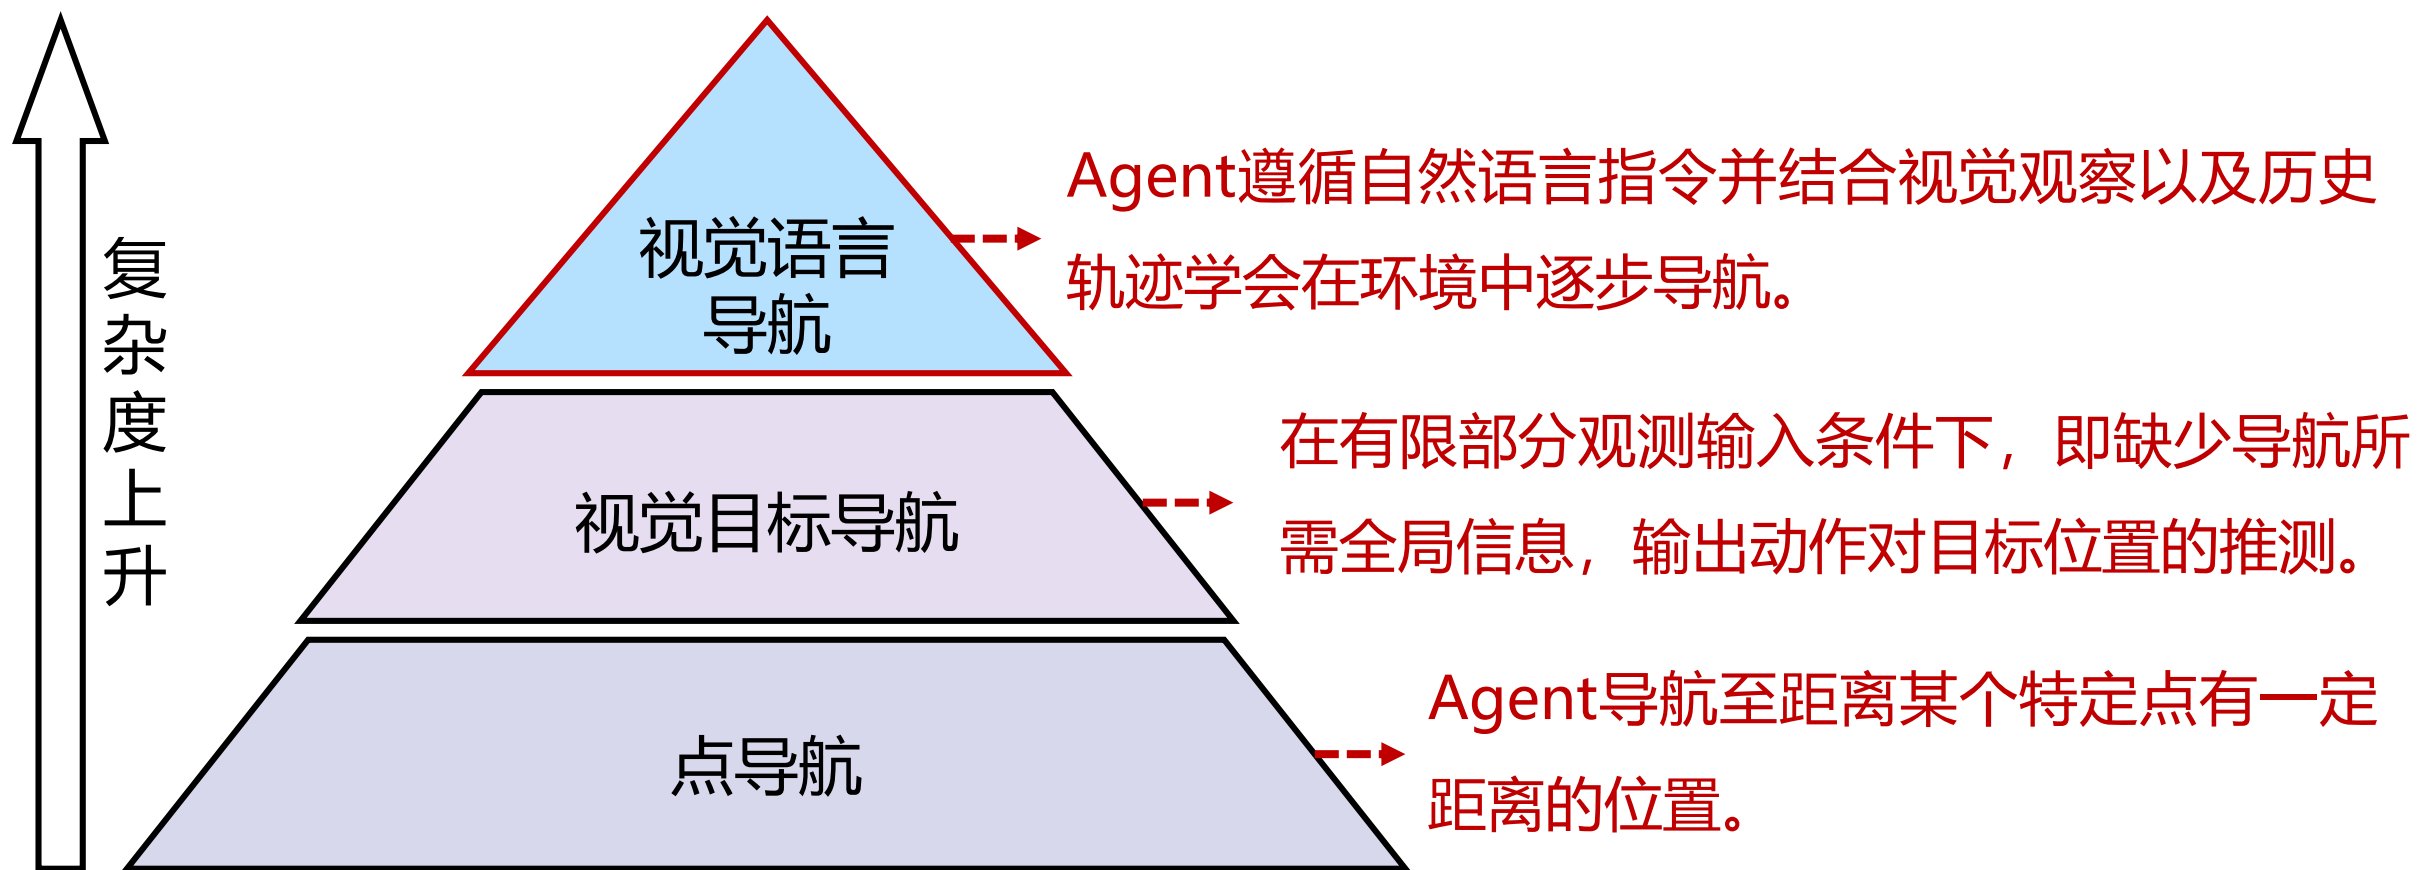 复杂度上升
视觉语言
导航
Agent遵循自然语言指令并结合视觉观察以及历史
轨迹学会在环境中逐步导航。
视觉目标导航
在有限部分观测输入条件下，即缺少导航所
需全局信息，输出动作对目标位置的推测。
点导航
Agent导航至距离某个特定点有一定
距离的位置。